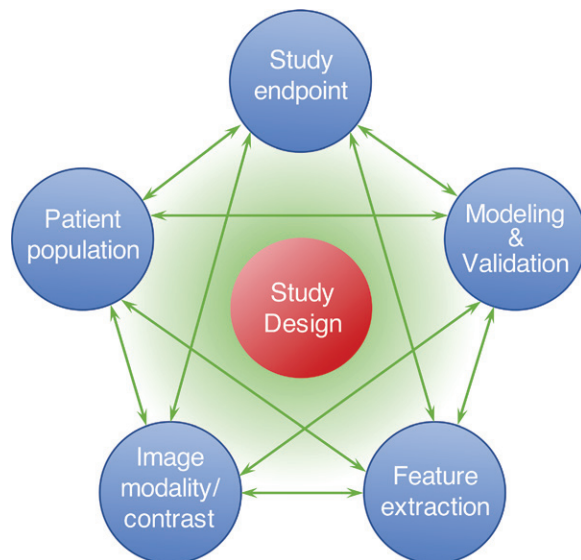 Study
endpoint
Patient
population
Modeling
&
Validation
Study
Design
Image
modality/
contrast
Feature
extraction